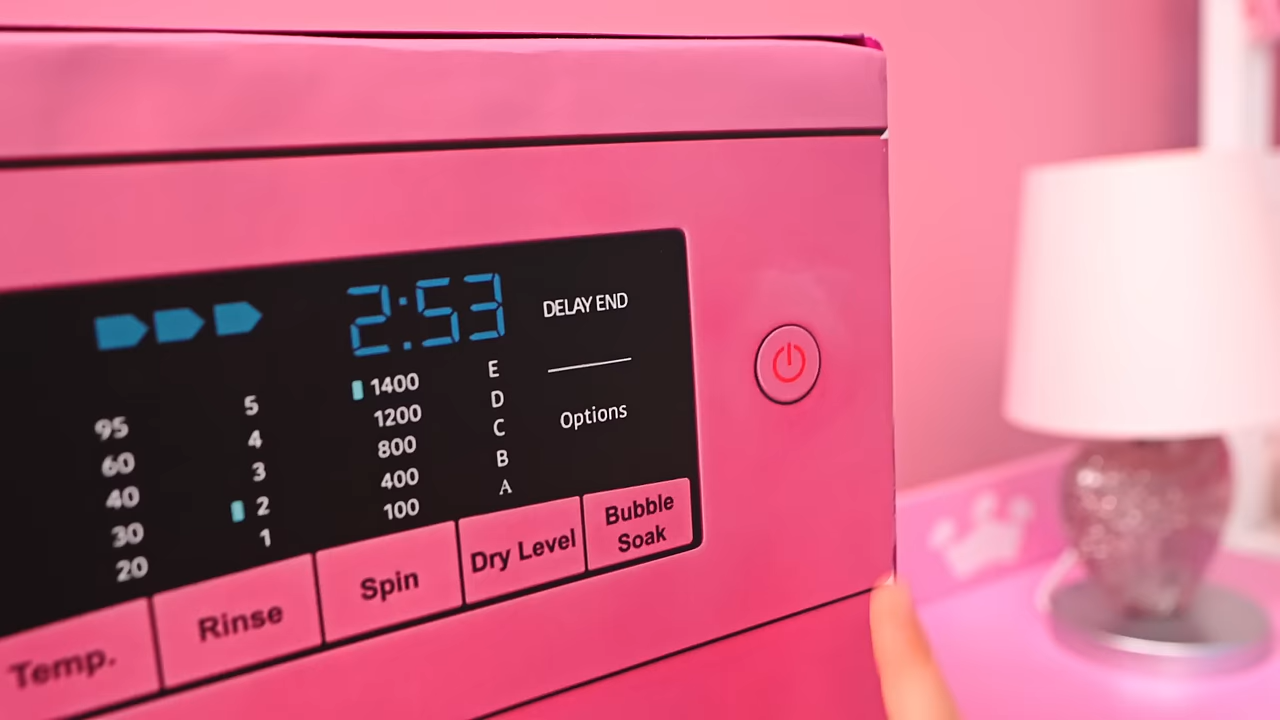 2:53
DELAY END
Options
95
60
40
30
20
5
4
3
2
1
1400
1200
800
400
100
E
D
C
B
A
Temp.
Rinse
Spin
Dry Level
Bubble
Soak